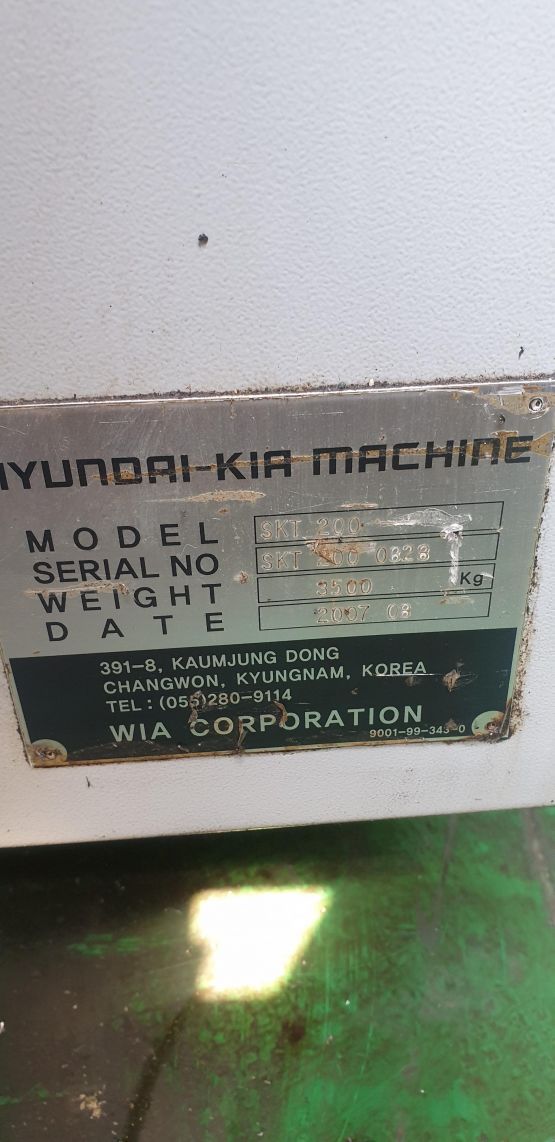 HYUNDAI-KIA MACHINE
MODEL SKT 200
SERIAL NO SKT 200 0828
WEIGHT 3500 Kg
DATE 2007 08
391-8, KAUMJUNG DONG
CHANGWON, KYUNGNAM, KOREA
TEL : (055)280-9114
WIA CORPORATION
9001-99-343-0